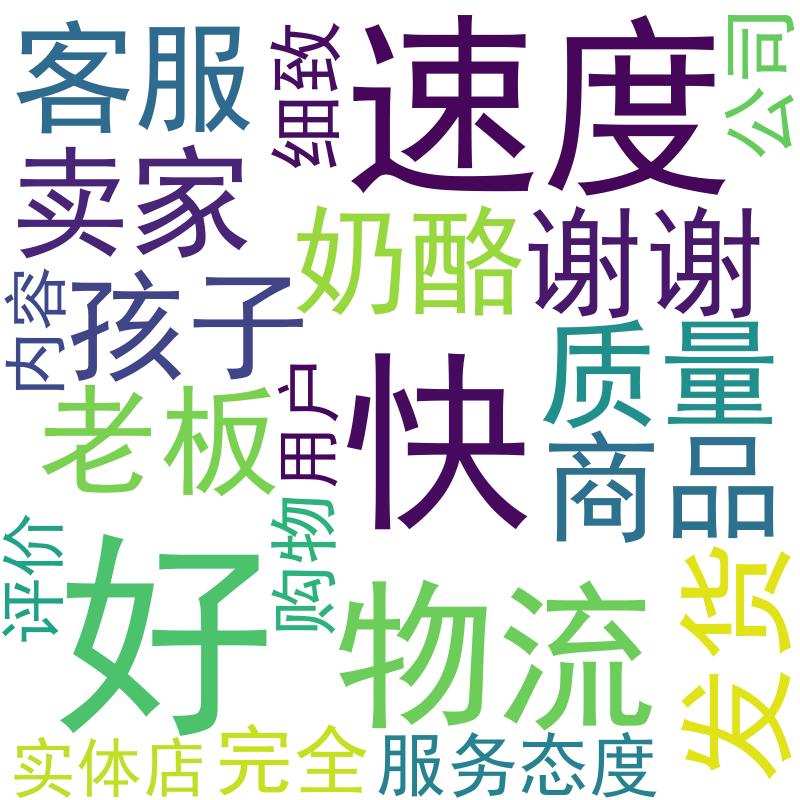 客服
细致
速度
公司
卖家
奶酪
谢谢
内容
孩子
质量
老板
用户
快
商品
评价
好
购物
物流
发货
实体店
完全
服务态度